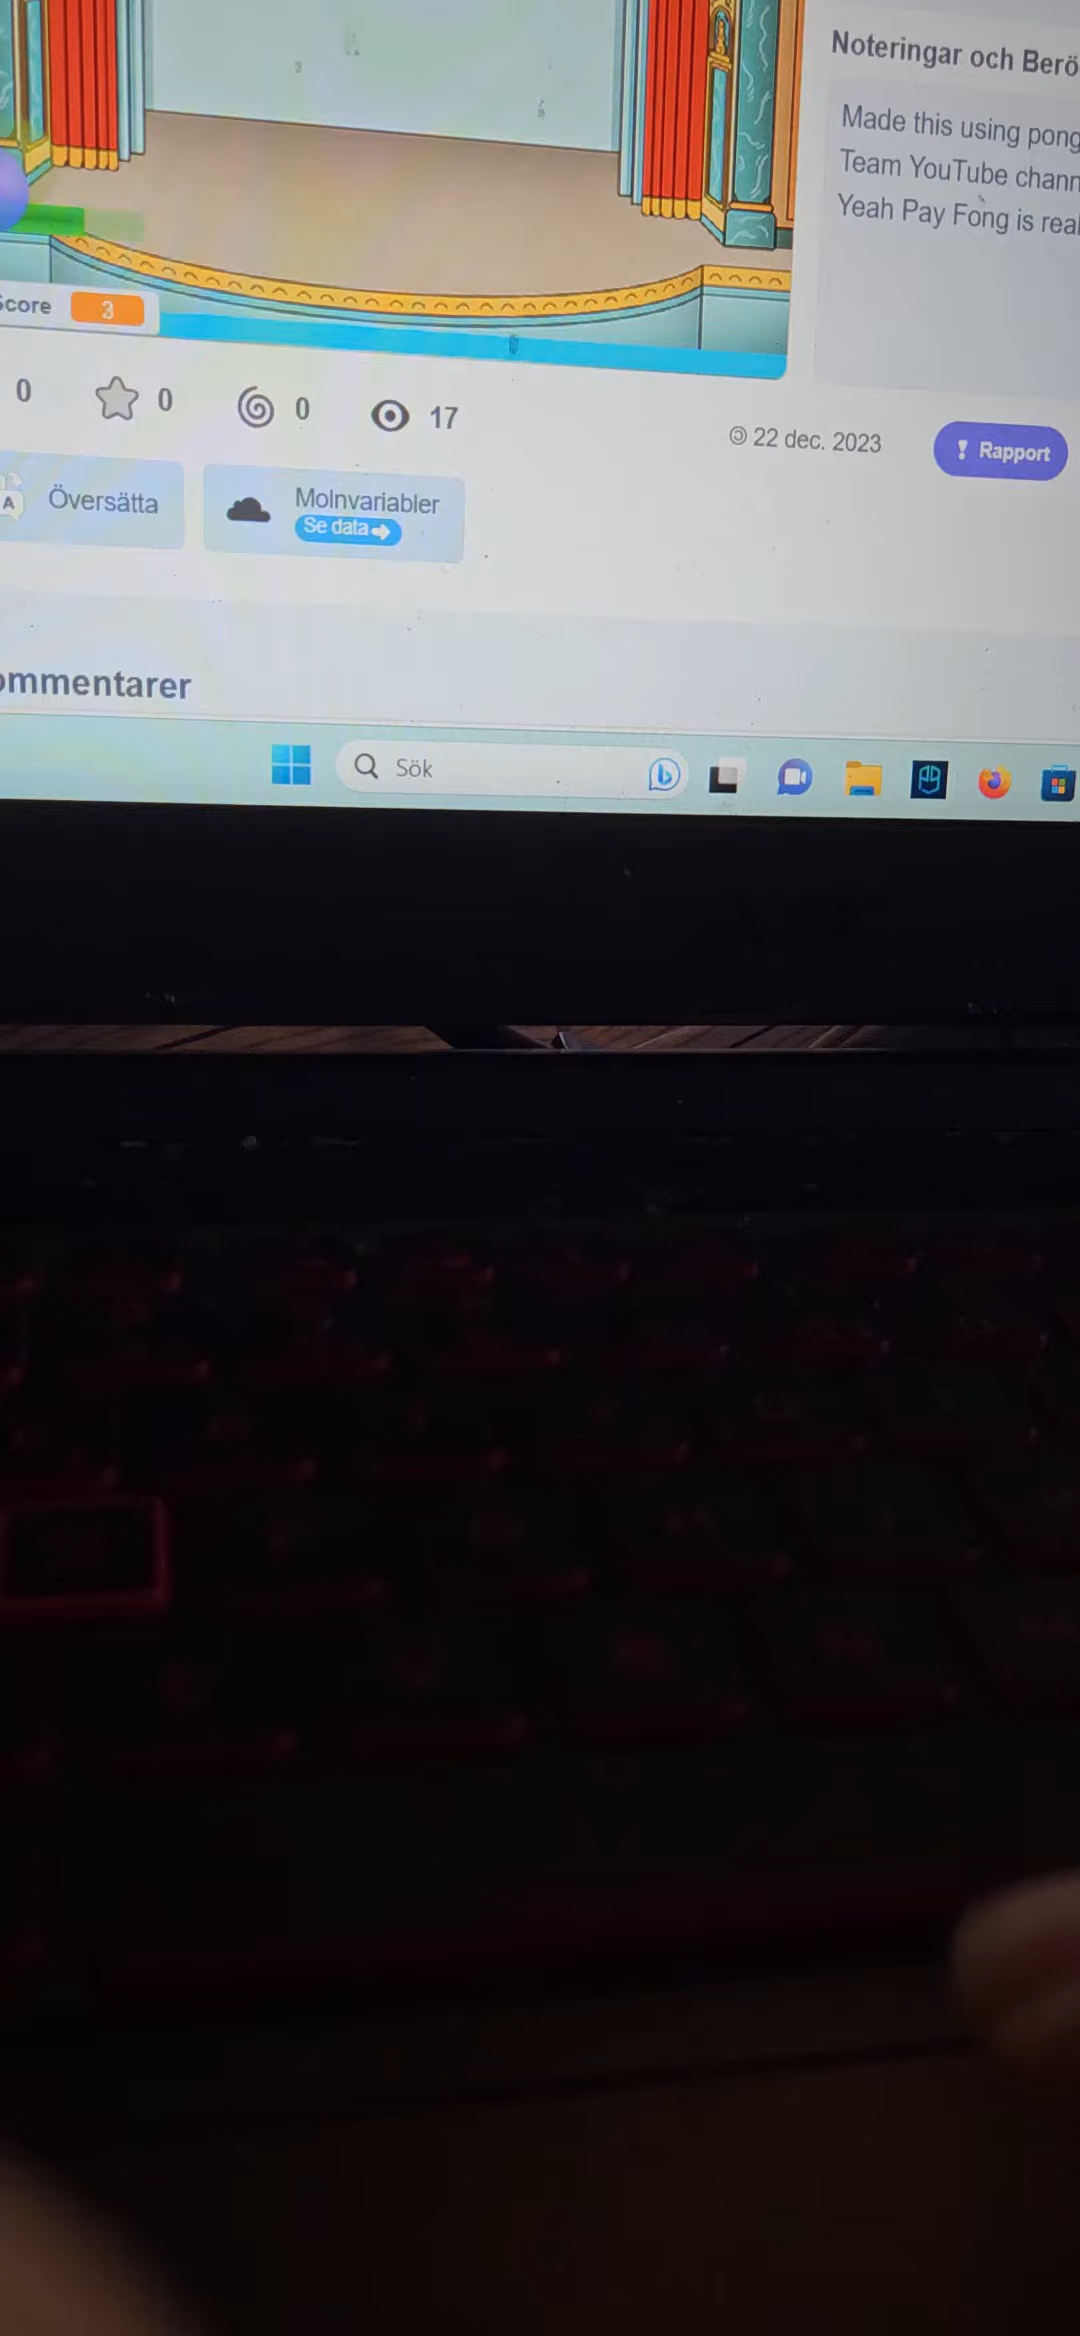 Noteringar och Berö
Made this using pong
Team YouTube chann
Yeah Pay Fong is real
core
3
0
0
0
17
22 dec. 2023
Rapport
A
Översätta
Molnvariabler
Se data
ommentarer
Sök